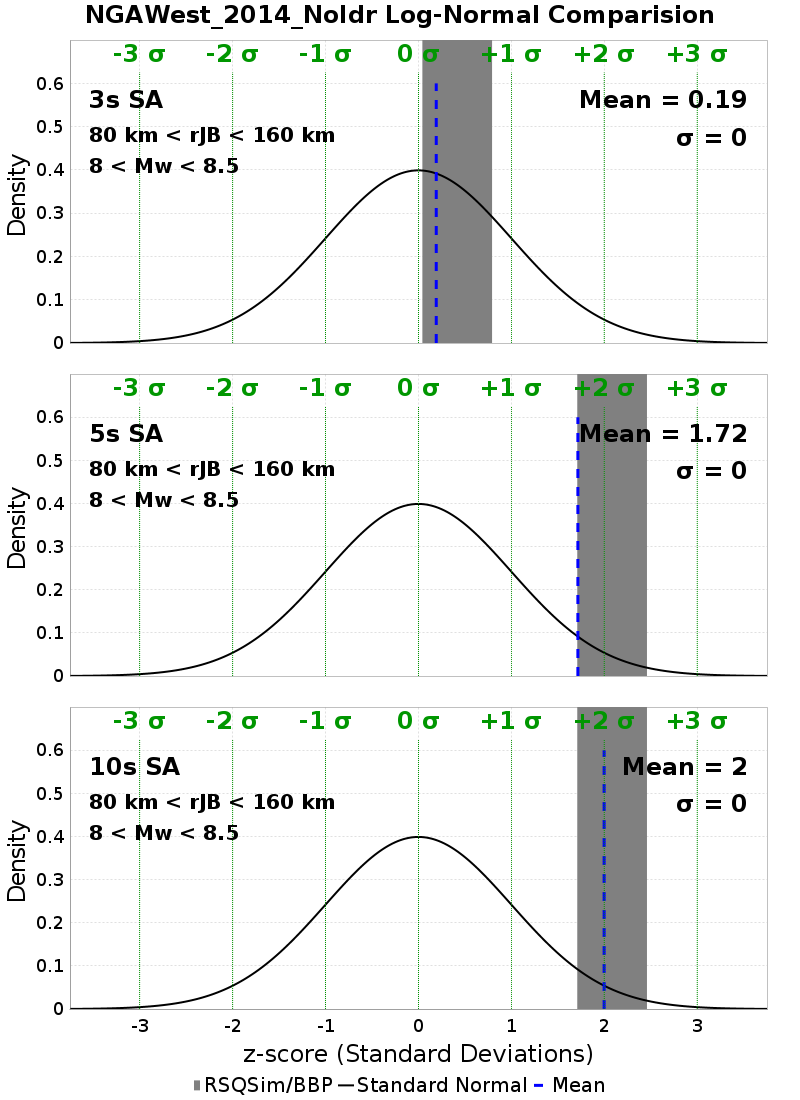 NGAWest_2014_NoIdr Log-Normal Comparision
-3 σ -2 σ -1 σ 0 σ +1 σ +2 σ +3 σ
3s SA
Mean = 0.19
80 km < rJB < 160 km
σ = 0
8 < Mw < 8.5
Density
0.6
0.5
0.4
0.3
0.2
0.1
0
-3 σ -2 σ -1 σ 0 σ +1 σ +2 σ +3 σ
5s SA
Mean = 1.72
80 km < rJB < 160 km
σ = 0
8 < Mw < 8.5
Density
0.6
0.5
0.4
0.3
0.2
0.1
0
-3 σ -2 σ -1 σ 0 σ +1 σ +2 σ +3 σ
10s SA
Mean = 2
80 km < rJB < 160 km
σ = 0
8 < Mw < 8.5
Density
0.6
0.5
0.4
0.3
0.2
0.1
0
-3 -2 -1 0 1 2 3
z-score (Standard Deviations)
RSQSim/BBP Standard Normal Mean